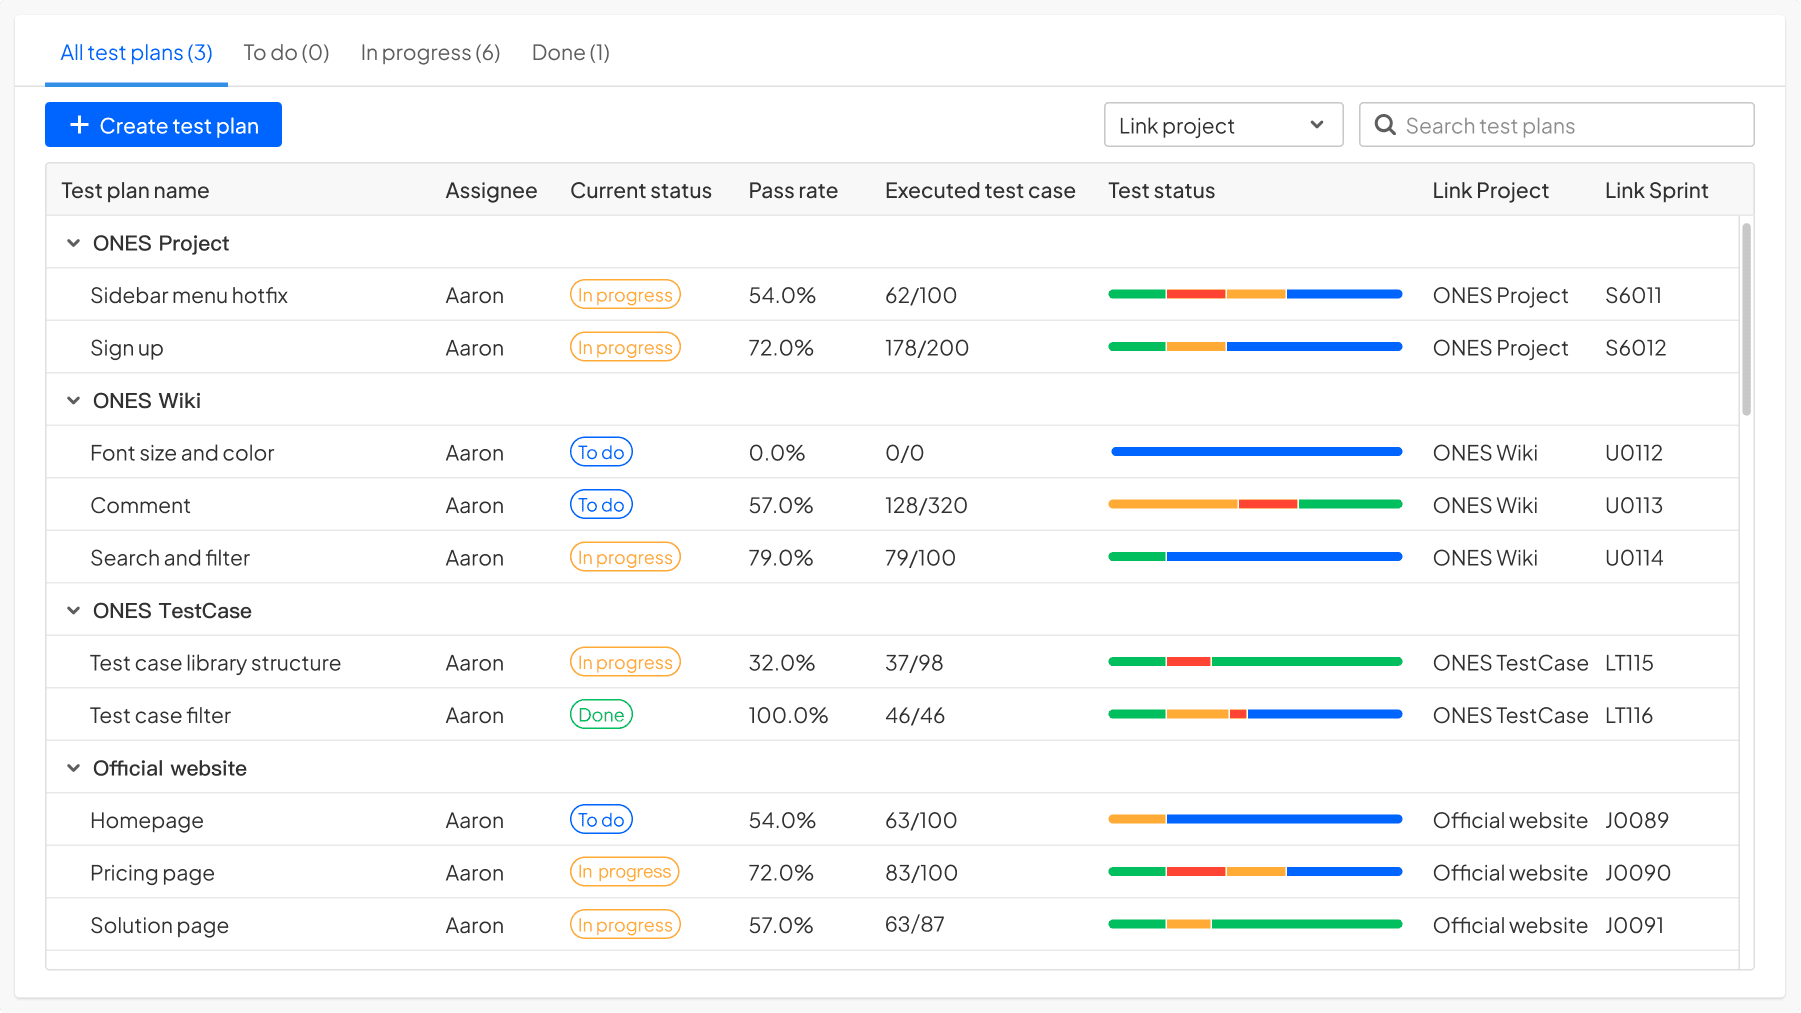 All test plans (3) To do (0) In progress (6) Done (1)
Create test plan Link project Search test plans
Test plan name Assignee Current status Pass rate Executed test case Test status Link Project Link Sprint
ONES Project
Sidebar menu hotfix Aaron In progress 54.0% 62/100 ONES Project S6011
Sign up Aaron In progress 72.0% 178/200 ONES Project S6012
ONES Wiki
Font size and color Aaron To do 0.0% 0/0 ONES Wiki U0112
Comment Aaron To do 57.0% 128/320 ONES Wiki U0113
Search and filter Aaron In progress 79.0% 79/100 ONES Wiki U0114
ONES TestCase
Test case library structure Aaron In progress 32.0% 37/98 ONES TestCase LT115
Test case filter Aaron Done 100.0% 46/46 ONES TestCase LT116
Official website
Homepage Aaron To do 54.0% 63/100 Official website J0089
Pricing page Aaron In progress 72.0% 83/100 Official website J0090
Solution page Aaron In progress 57.0% 63/87 Official website J0091